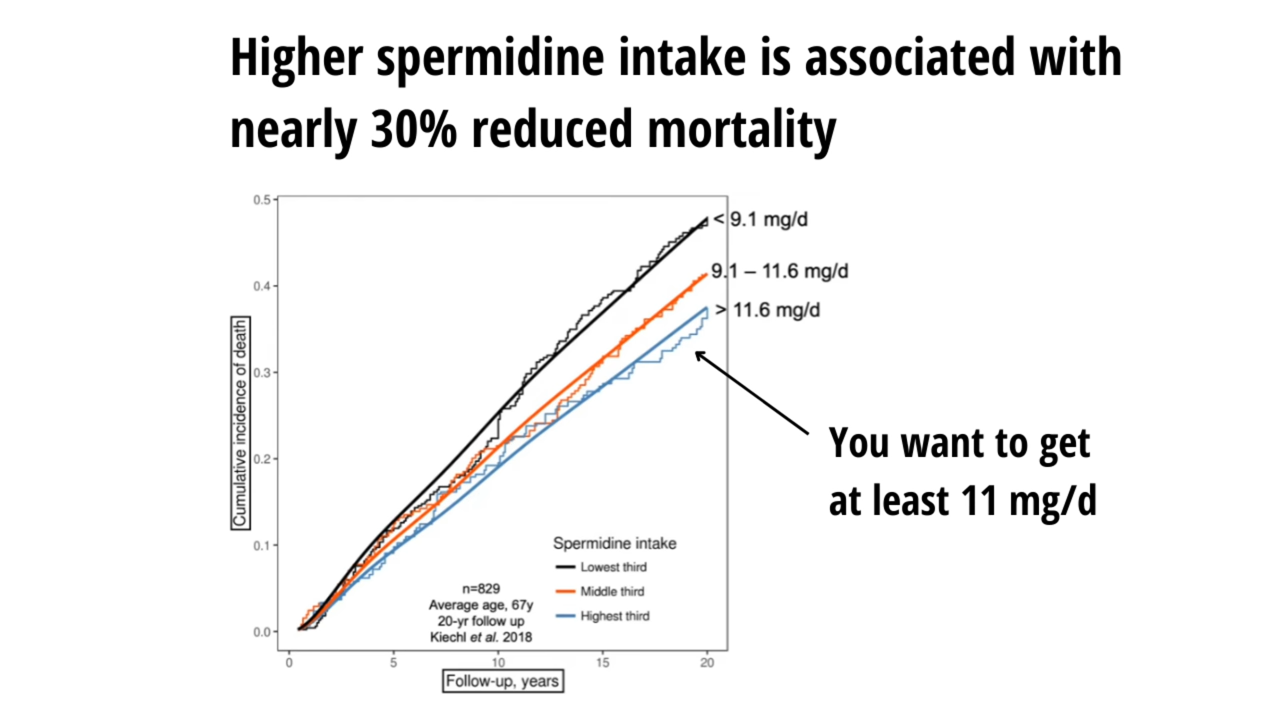 Higher spermidine intake is associated with
nearly 30% reduced mortality
0.5
0.4
0.3
0.2
0.1
0.0
Cumulative incidence of death
< 9.1 mg/d
9.1 – 11.6 mg/d
> 11.6 mg/d
You want to get
at least 11 mg/d
Spermidine intake
Lowest third
Middle third
Highest third
n=829
Average age, 67y
20-yr follow up
Kiechl et al. 2018
0 5 10 15 20
Follow-up, years